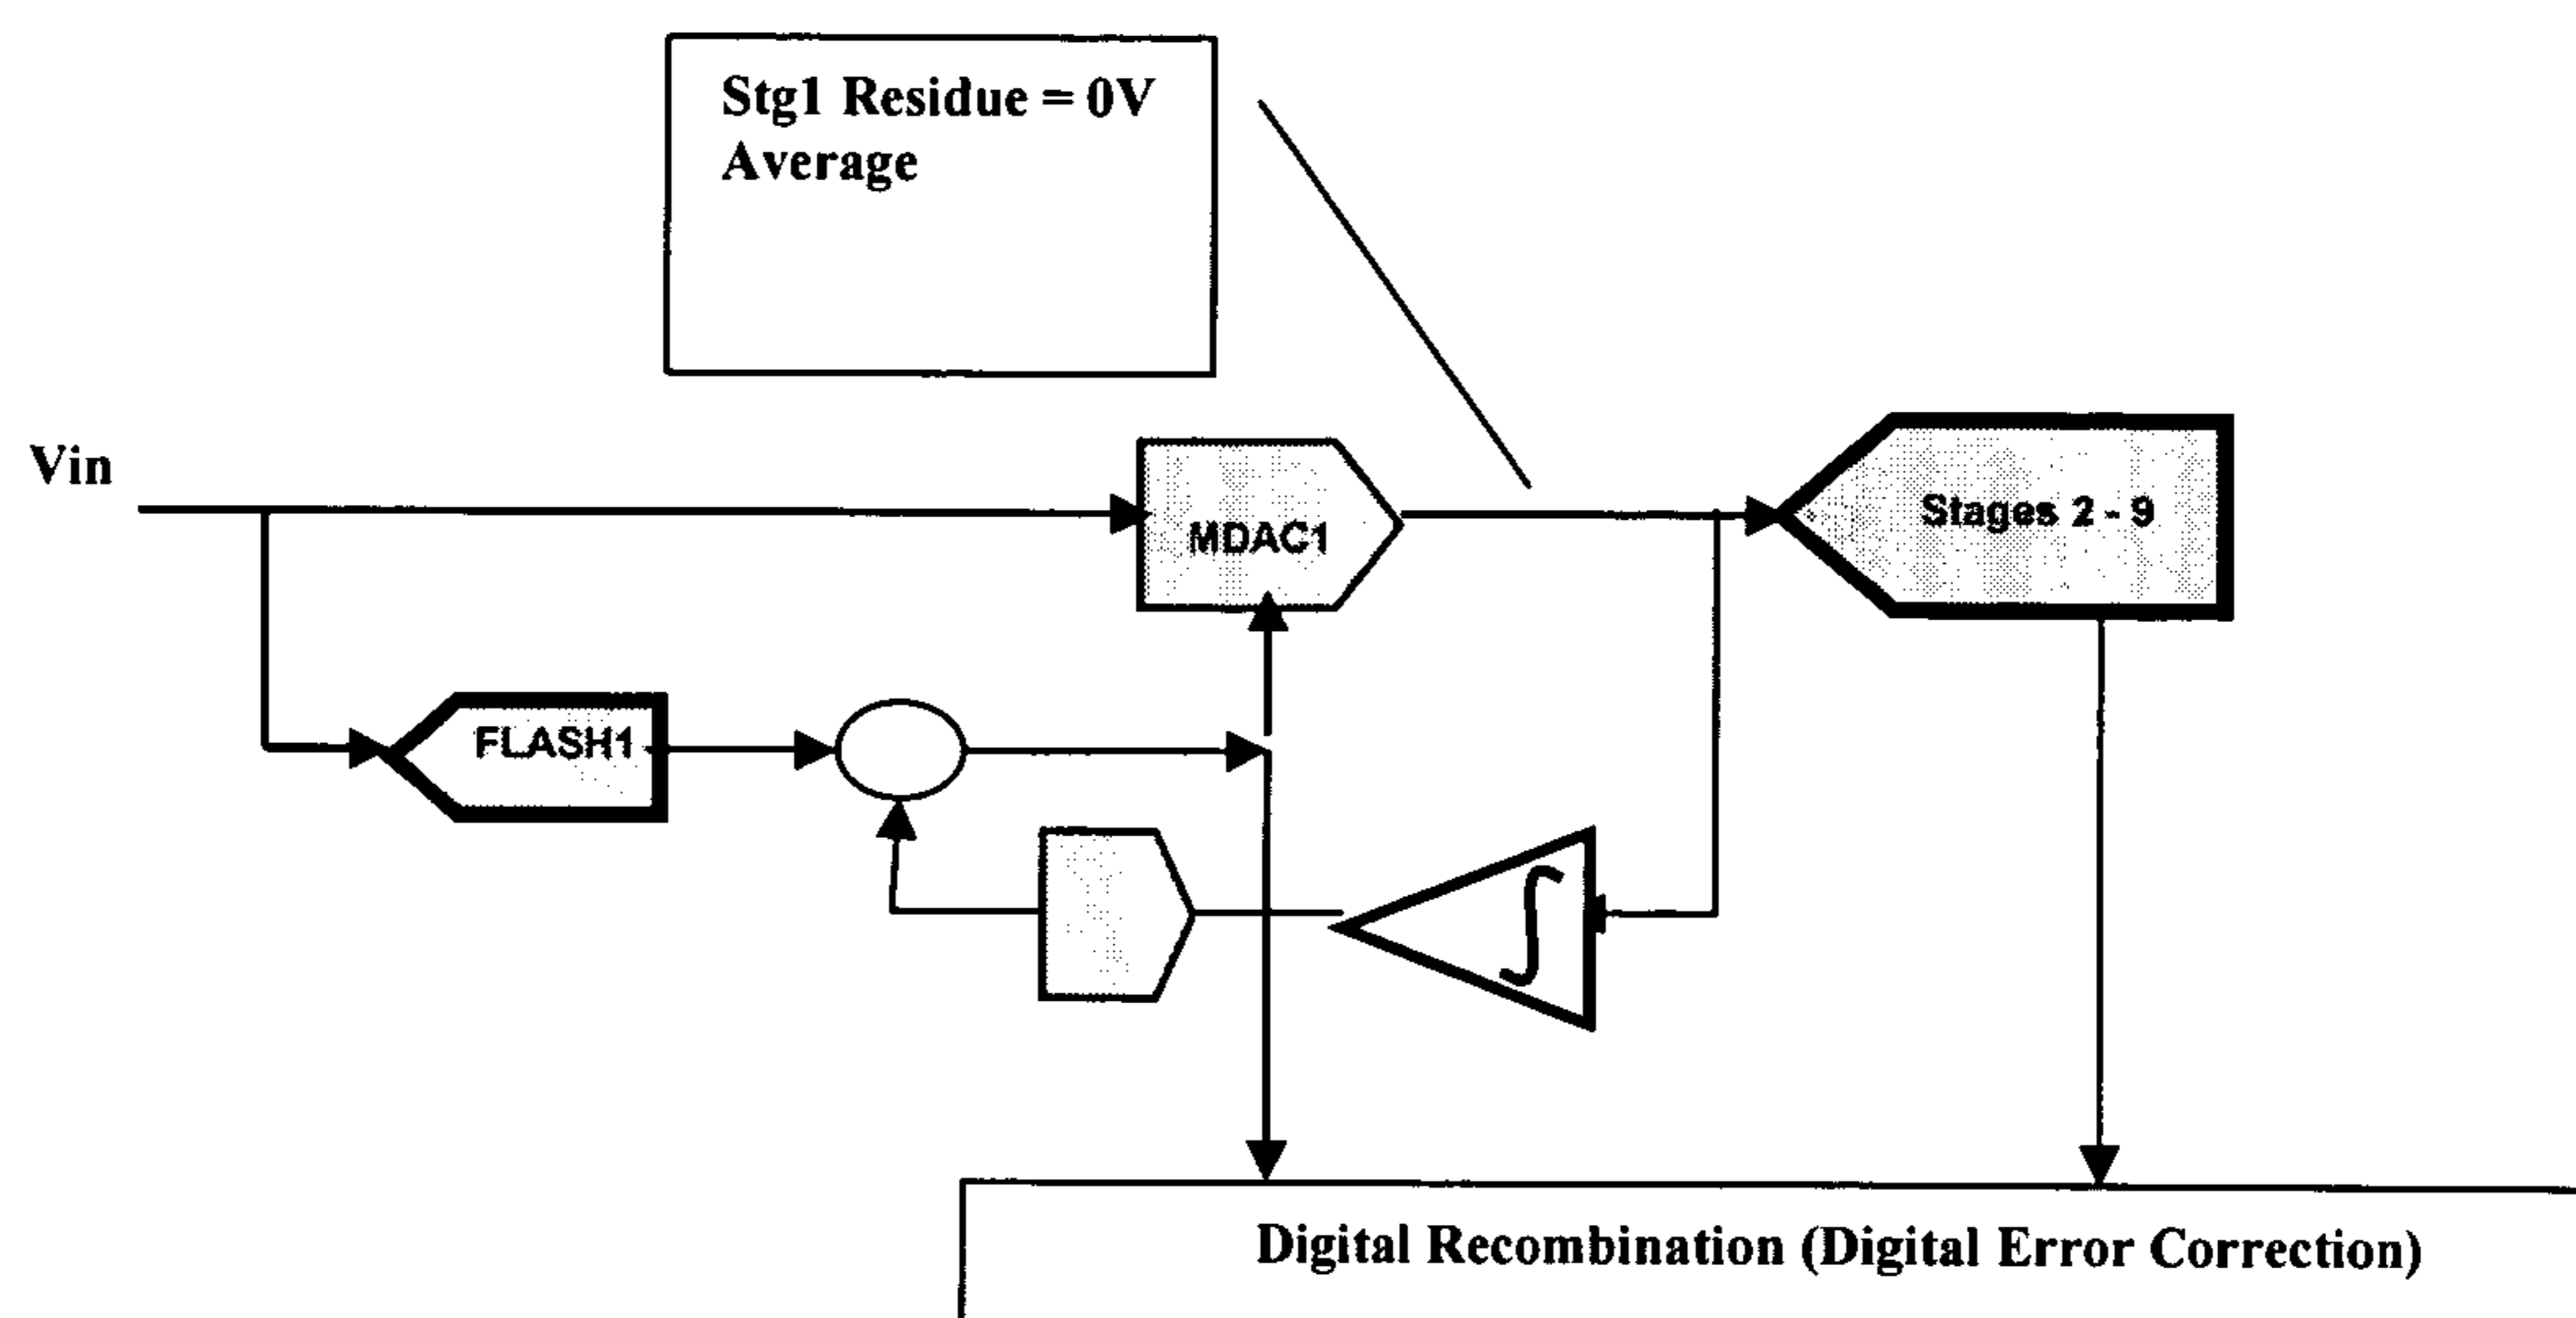 Stg1 Residue = 0V
Average
Vin
MDAC1
Stages 2 - 9
FLASH1
∫
Digital Recombination (Digital Error Correction)